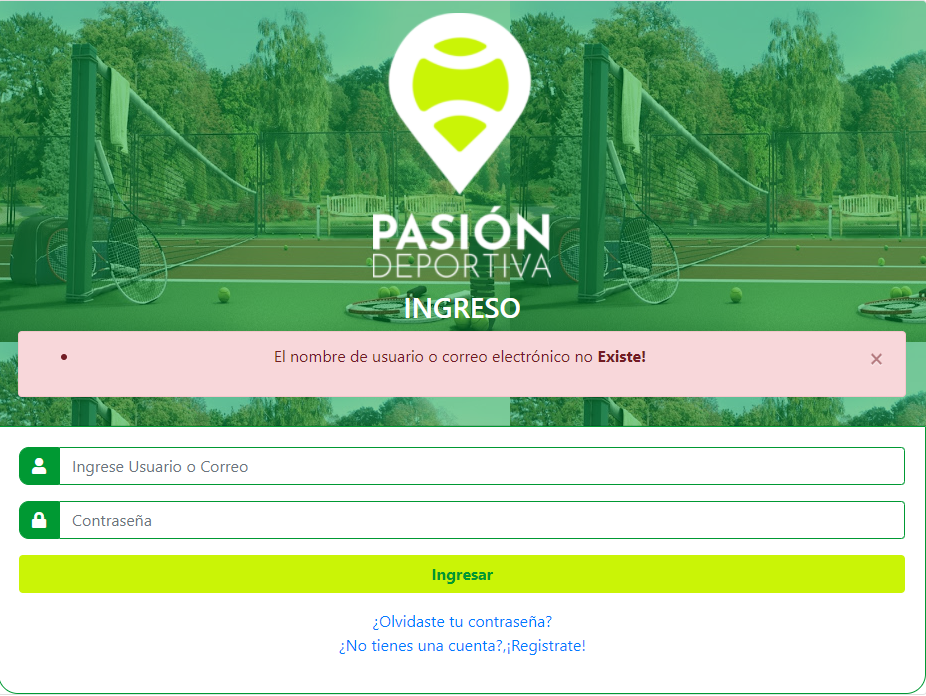 PASIÓN
DEPORTIVA
INGRESO
El nombre de usuario o correo electrónico no Existe!
×
Ingrese Usuario o Correo
Contraseña
Ingresar
¿Olvidaste tu contraseña?
¿No tienes una cuenta?,¡Registrate!